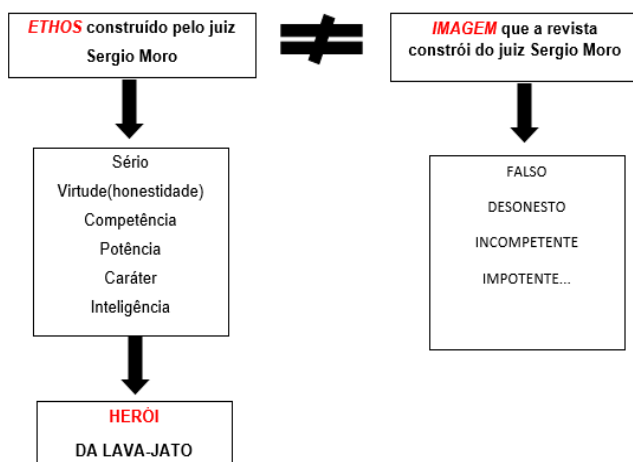 ETHOS construído pelo juiz
Sergio Moro
≠
IMAGEM que a revista
constrói do juiz Sergio Moro
Sério
Virtude(honestidade)
Competência
Potência
Caráter
Inteligência
FALSO
DESONESTO
INCOMPETENTE
IMPOTENTE...
HERÓI
DA LAVA-JATO